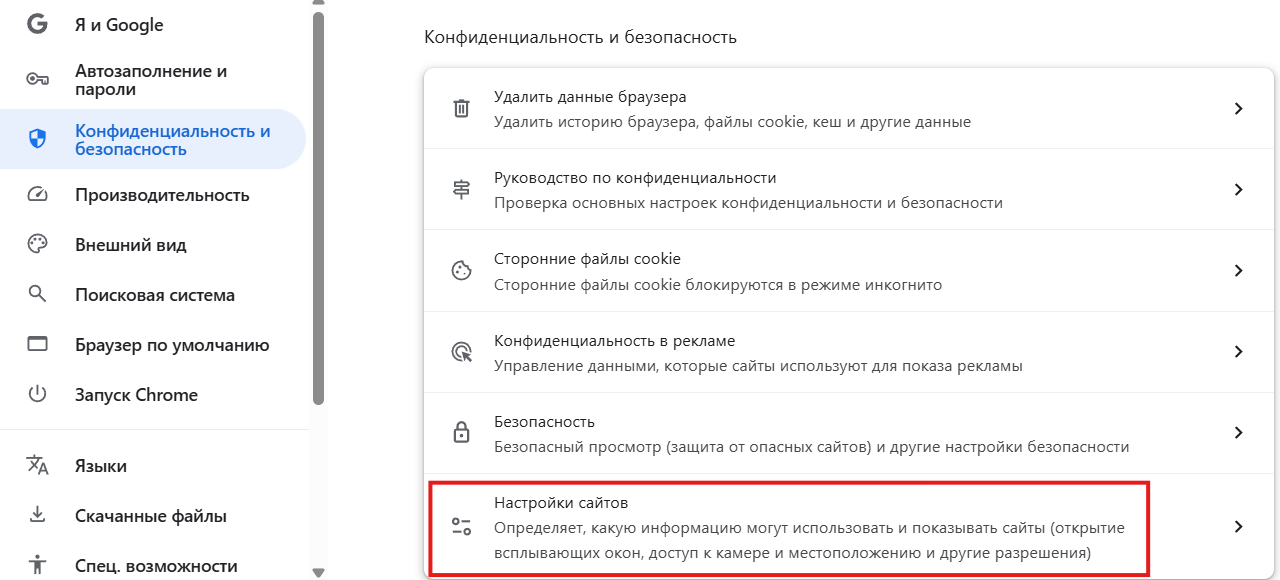 Я и Google
Автозаполнение и
пароли
Конфиденциальность и
безопасность
Производительность
Внешний вид
Поисковая система
Браузер по умолчанию
Запуск Chrome
Языки
Скачанные файлы
Спец. возможности
Конфиденциальность и безопасность
Удалить данные браузера
Удалить историю браузера, файлы cookie, кеш и другие данные
Руководство по конфиденциальности
Проверка основных настроек конфиденциальности и безопасности
Сторонние файлы cookie
Сторонние файлы cookie блокируются в режиме инкогнито
Конфиденциальность в рекламе
Управление данными, которые сайты используют для показа рекламы
Безопасность
Безопасный просмотр (защита от опасных сайтов) и другие настройки безопасности
Настройки сайтов
Определяет, какую информацию могут использовать и показывать сайты (открытие
всплывающих окон, доступ к камере и местоположению и другие разрешения)